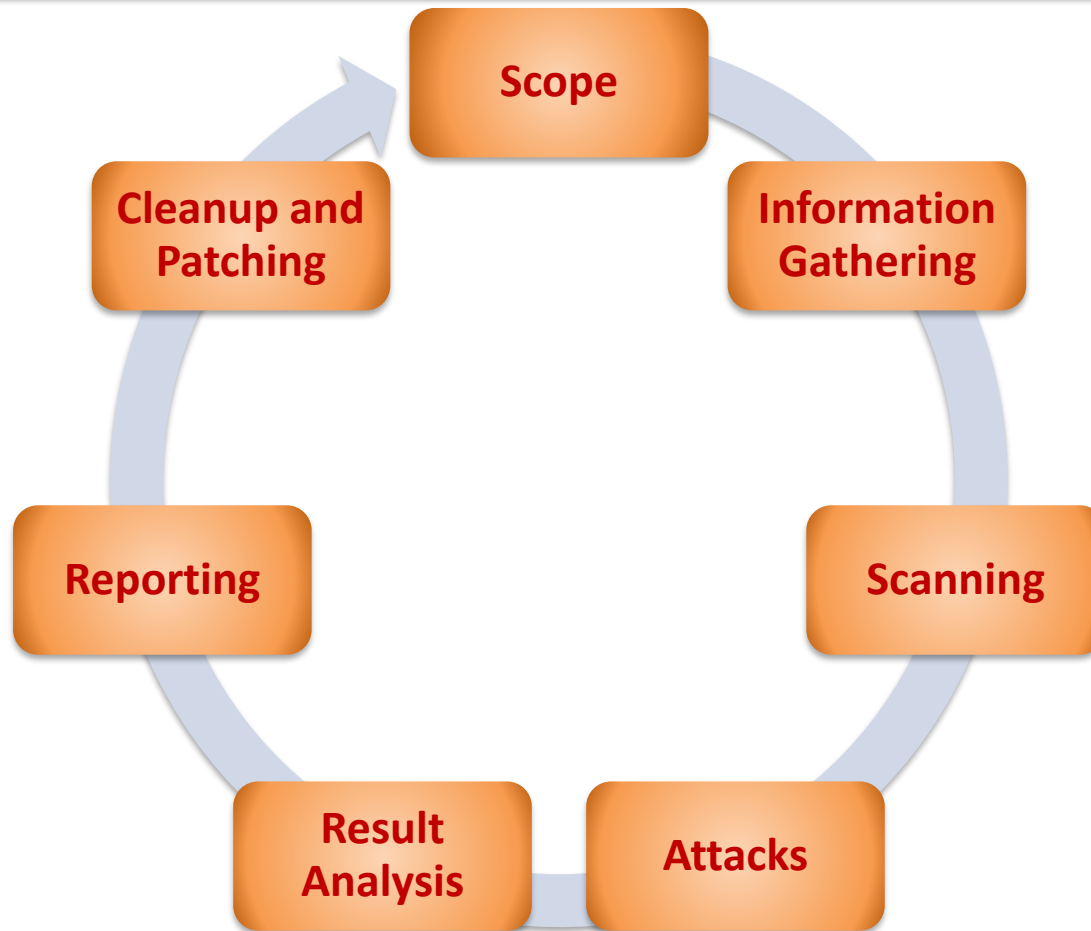 Scope
Information
Gathering
Scanning
Attacks
Result
Analysis
Reporting
Cleanup and
Patching